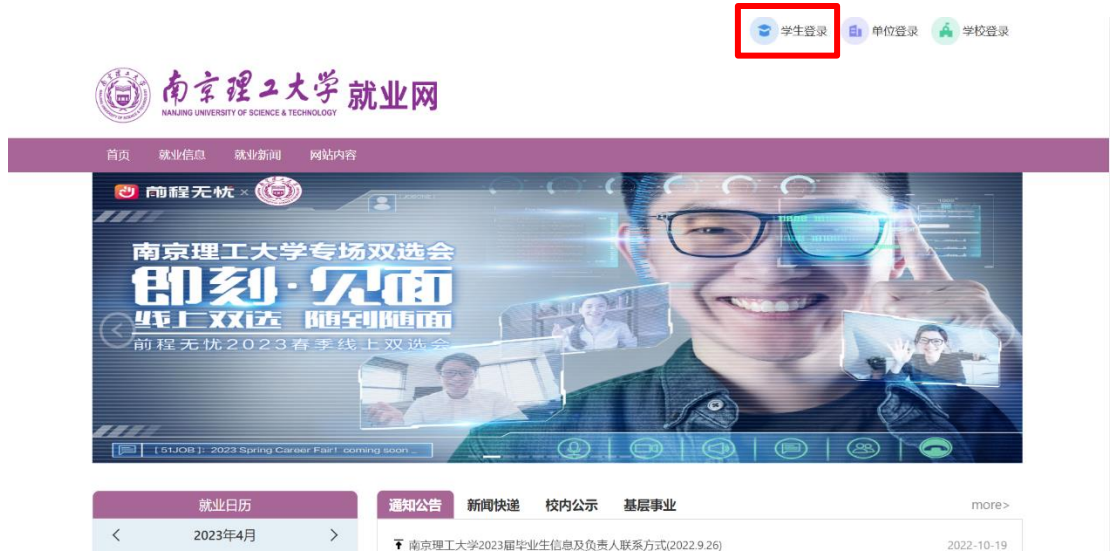 学生登录 单位登录 学校登录
南京理工大学 就业网
NANJING UNIVERSITY OF SCIENCE & TECHNOLOGY
首页 就业信息 就业新闻 网站内容
前程无忧 ×
南京理工大学专场双选会
即刻·见面
线上双选 随到随面
前程无忧2023春季线上双选会
[ 51JOB ]: 2023 Spring Career Fair! coming soon ..
就业日历
< 2023年4月 >
通知公告 新闻快递 校内公示 基层事业 more>
南京理工大学2023届毕业生信息及负责人联系方式(2022.9.26) 2022-10-19